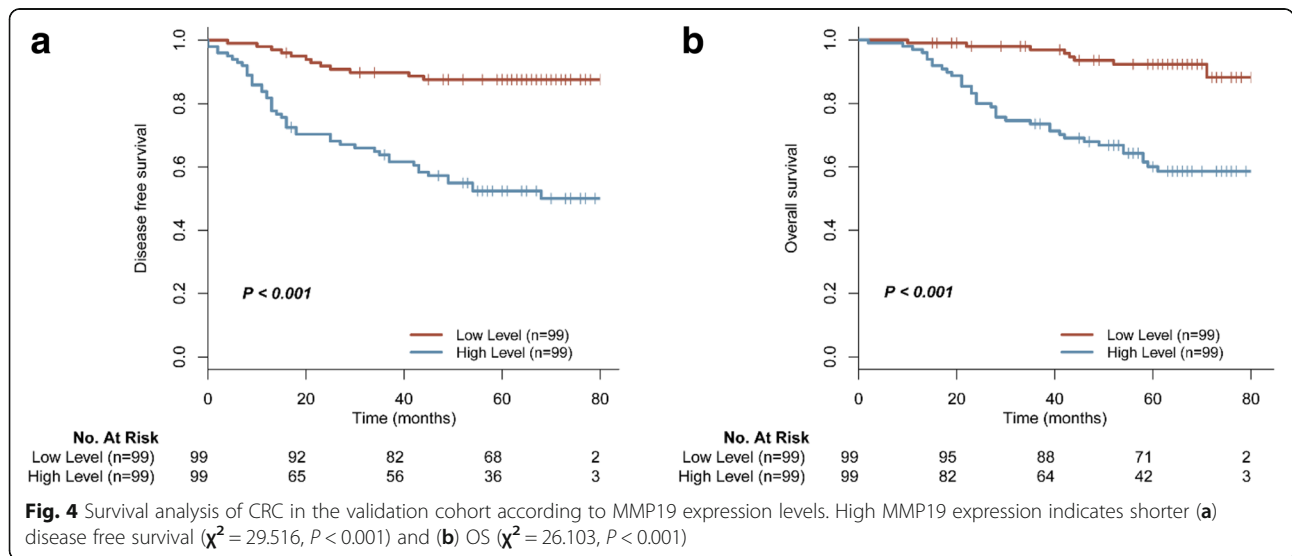 a
1.0
0.8
0.6
0.4
0.2
0.0
Disease free survival
P < 0.001
Low Level (n=99)
High Level (n=99)
0 20 40 60 80
Time (months)
No. At Risk
Low Level (n=99) 99 92 82 68 2
High Level (n=99) 99 65 56 36 3
b
1.0
0.8
0.6
0.4
0.2
0.0
Overall survival
P < 0.001
Low Level (n=99)
High Level (n=99)
0 20 40 60 80
Time (months)
No. At Risk
Low Level (n=99) 99 95 88 71 2
High Level (n=99) 99 82 64 42 3
Fig. 4 Survival analysis of CRC in the validation cohort according to MMP19 expression levels. High MMP19 expression indicates shorter (a)
disease free survival (χ² = 29.516, P < 0.001) and (b) OS (χ² = 26.103, P < 0.001)